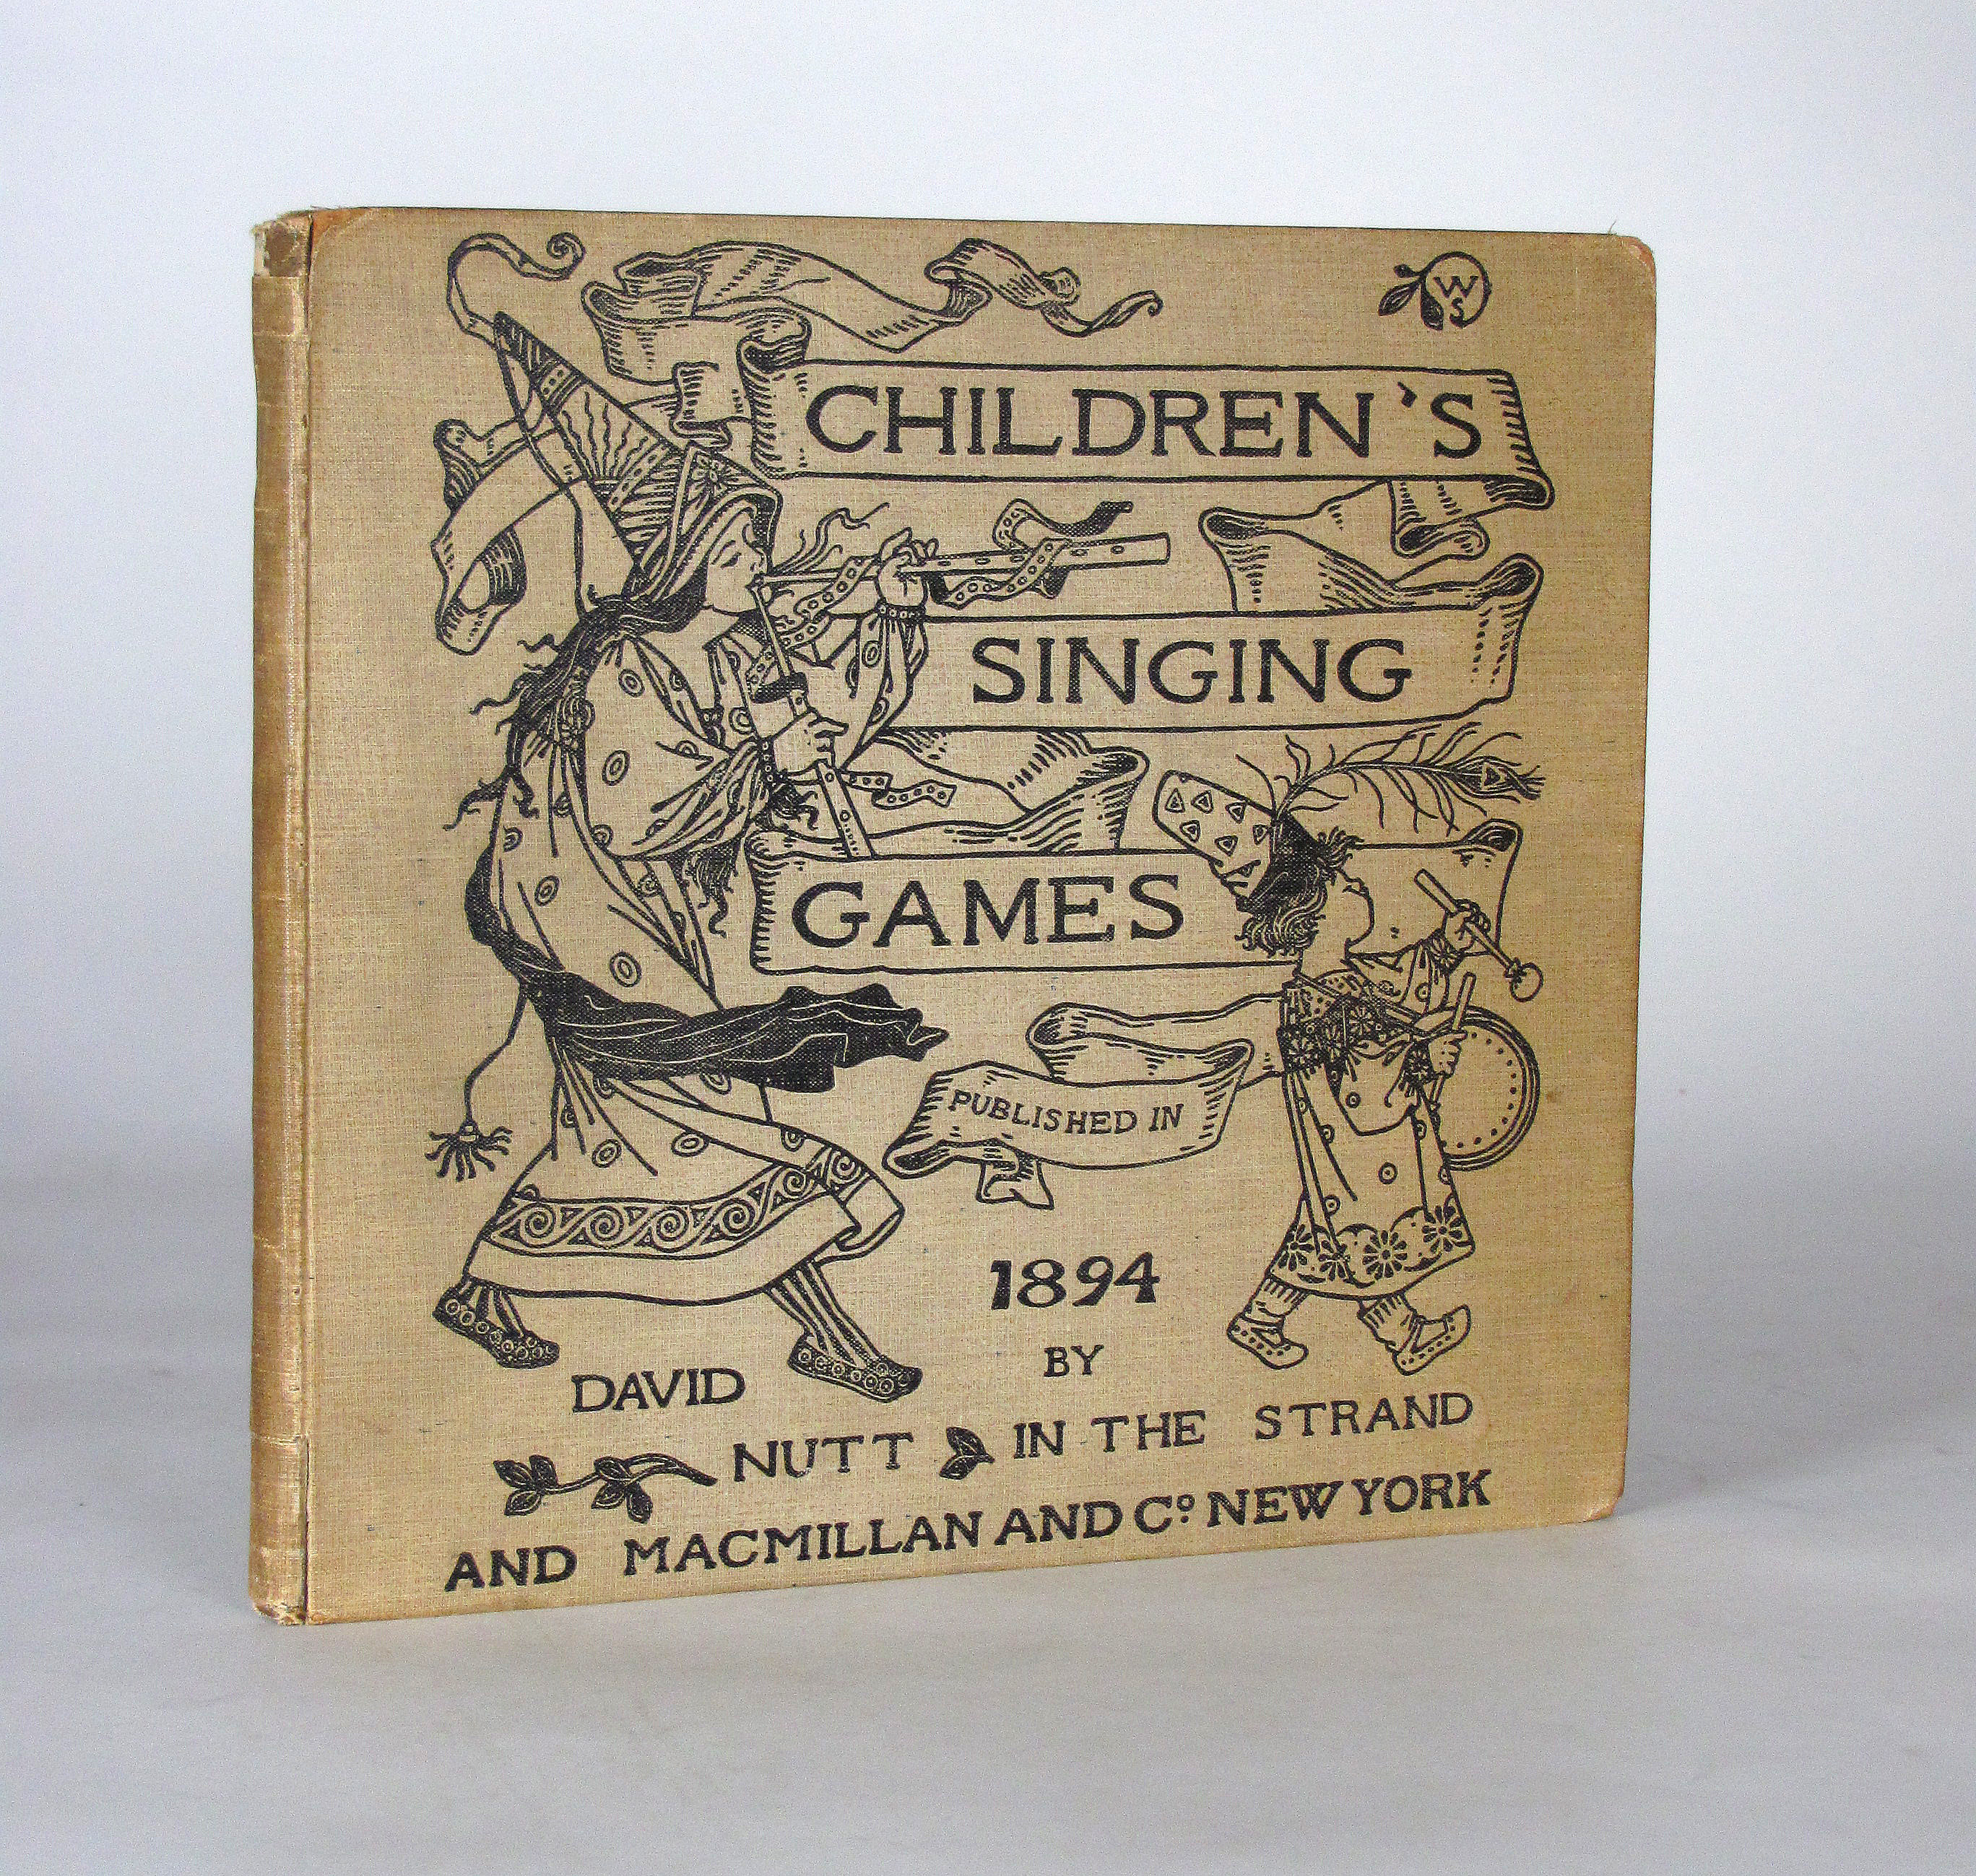 W
S
CHILDREN'S
SINGING
GAMES
PUBLISHED IN
1894
BY
DAVID
NUTT IN THE STRAND
AND MACMILLAN AND Cº NEW YORK